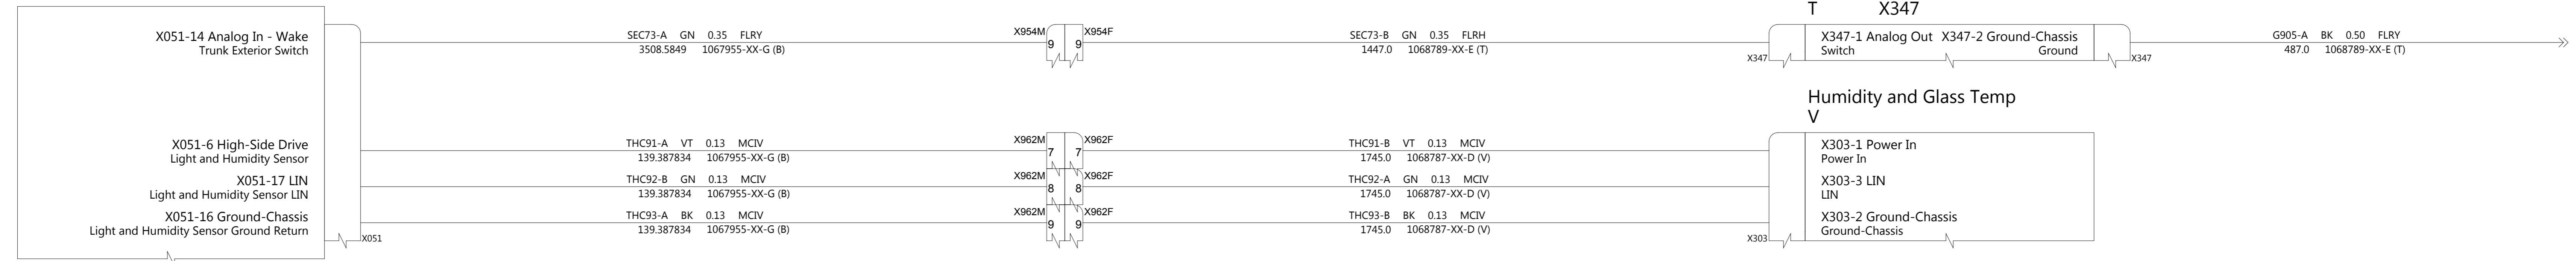 T X347
X051-14 Analog In - Wake
Trunk Exterior Switch
SEC73-A GN 0.35 FLRY
3508.5849 1067955-XX-G (B)
X954M 9 9 X954F
SEC73-B GN 0.35 FLRH
1447.0 1068789-XX-E (T)
X347
X347-1 Analog Out X347-2 Ground-Chassis
Switch Ground
X347
G905-A BK 0.50 FLRY
487.0 1068789-XX-E (T)
Humidity and Glass Temp
V
X051-6 High-Side Drive
Light and Humidity Sensor
THC91-A VT 0.13 MCIV
139.387834 1067955-XX-G (B)
X962M 7 7 X962F
THC91-B VT 0.13 MCIV
1745.0 1068787-XX-D (V)
X303-1 Power In
Power In
X051-17 LIN
Light and Humidity Sensor LIN
THC92-B GN 0.13 MCIV
139.387834 1067955-XX-G (B)
X962M 8 8 X962F
THC92-A GN 0.13 MCIV
1745.0 1068787-XX-D (V)
X303-3 LIN
LIN
X051-16 Ground-Chassis
Light and Humidity Sensor Ground Return
X051
THC93-A BK 0.13 MCIV
139.387834 1067955-XX-G (B)
X962M 9 9 X962F
THC93-B BK 0.13 MCIV
1745.0 1068787-XX-D (V)
X303
X303-2 Ground-Chassis
Ground-Chassis